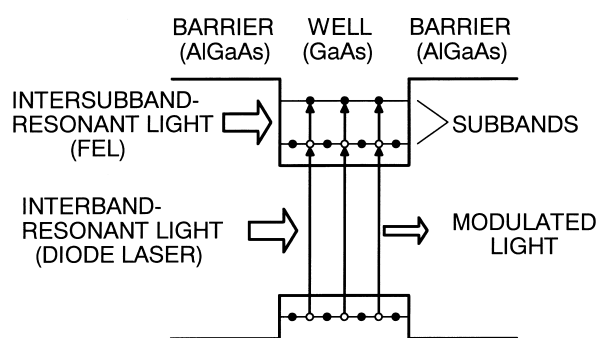 BARRIER WELL BARRIER
(AlGaAs) (GaAs) (AlGaAs)
INTERSUBBAND-
RESONANT LIGHT
(FEL)
SUBBANDS
INTERBAND-
RESONANT LIGHT
(DIODE LASER)
MODULATED
LIGHT